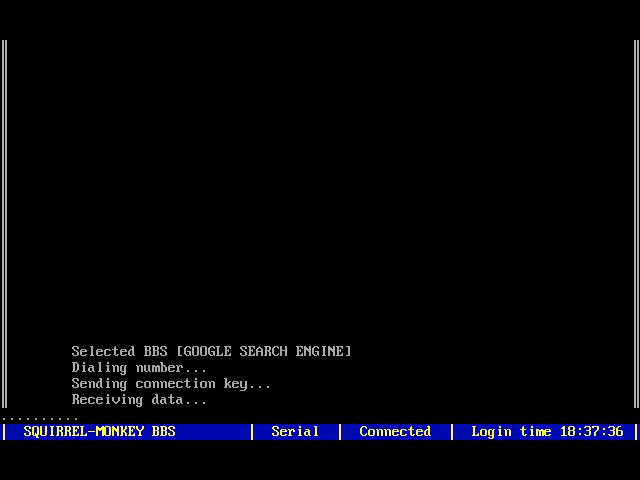 Selected BBS [GOOGLE SEARCH ENGINE]
Dialing number...
Sending connection key...
Receiving data...
..........
| SQUIRREL-MONKEY BBS | Serial | Connected | Login time 18:37:36 |